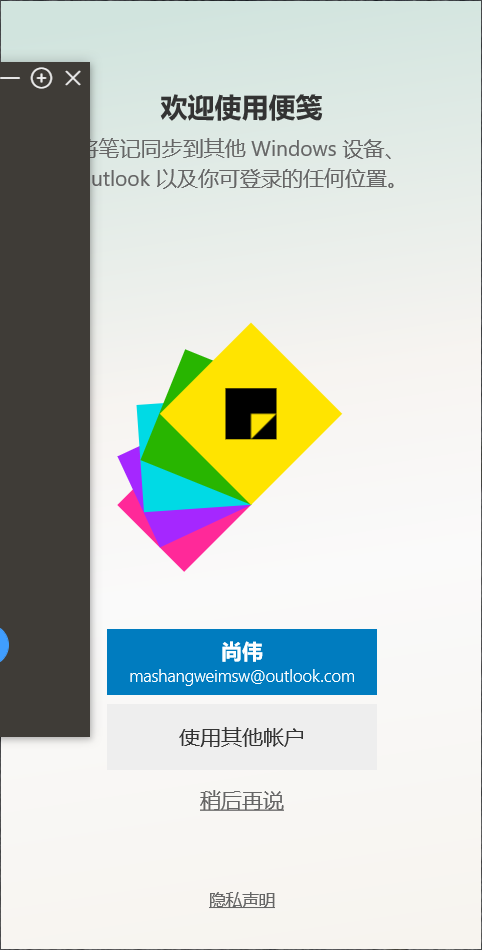 欢迎使用便笺
将笔记同步到其他 Windows 设备、
utlook 以及你可登录的任何位置。
尚伟
mashangweimsw@outlook.com
使用其他帐户
稍后再说
隐私声明